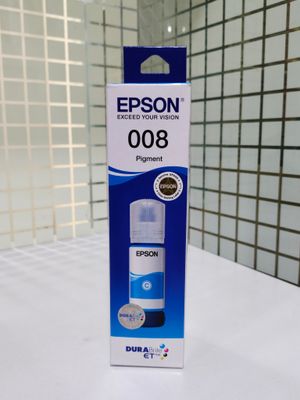 EPSON
EXCEED YOUR VISION
008
Pigment
EPSON
EPSON
C
DURABrite
ET